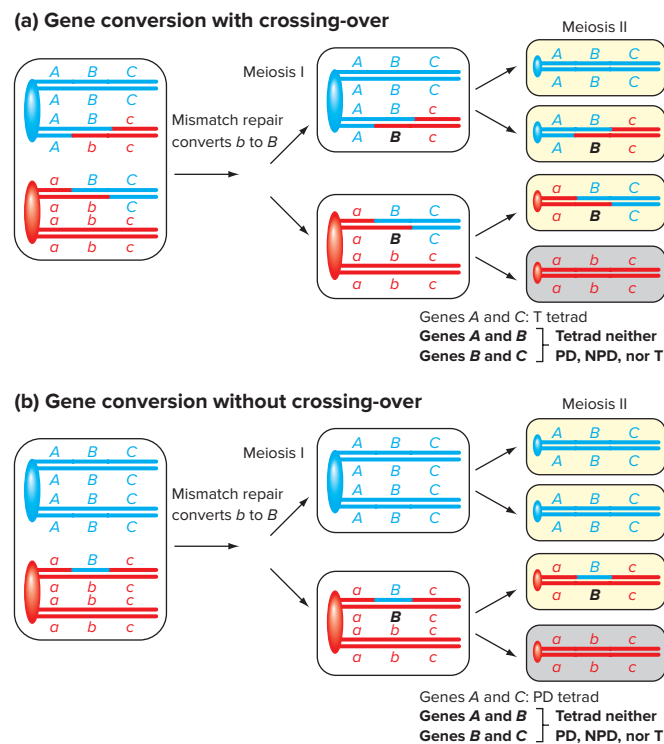 (a) Gene conversion with crossing-over
Meiosis II
Meiosis I
Mismatch repair
converts b to B
A B C
A B C
A B c
A b c
a B C
a b C
a b c
a b c
A B C
A B C
A B c
A B c
a B C
a B C
a b c
a b c
A B C
A B C
A B c
A B c
a B C
a B C
a b c
a b c
Genes A and C: T tetrad
Genes A and B Tetrad neither
Genes B and C PD, NPD, nor T
(b) Gene conversion without crossing-over
Meiosis II
Meiosis I
Mismatch repair
converts b to B
A B C
A B C
A B C
A B C
a B c
a b c
a b c
a b c
A B C
A B C
A B C
A B C
a B c
a B c
a b c
a b c
A B C
A B C
A B C
A B C
a B c
a B c
a b c
a b c
Genes A and C: PD tetrad
Genes A and B Tetrad neither
Genes B and C PD, NPD, nor T